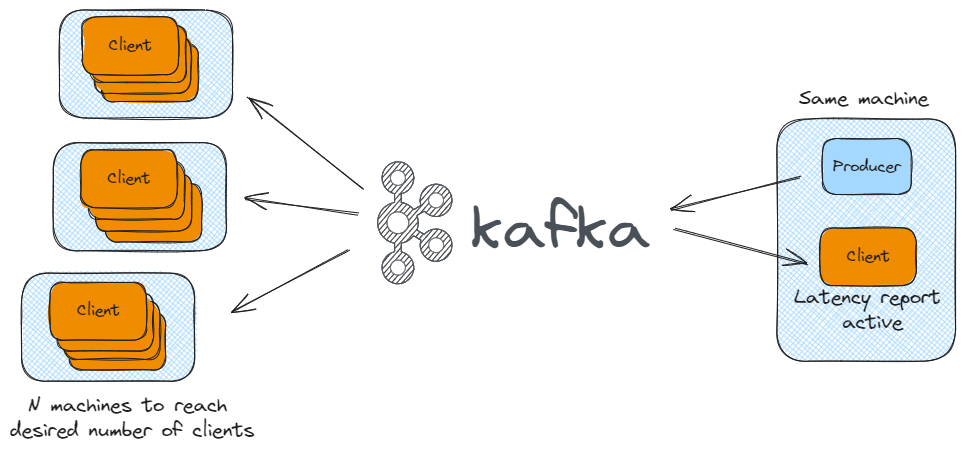 Client
Client
Client
N machines to reach
desired number of clients
kafka
Same machine
Producer
Client
Latency report
active